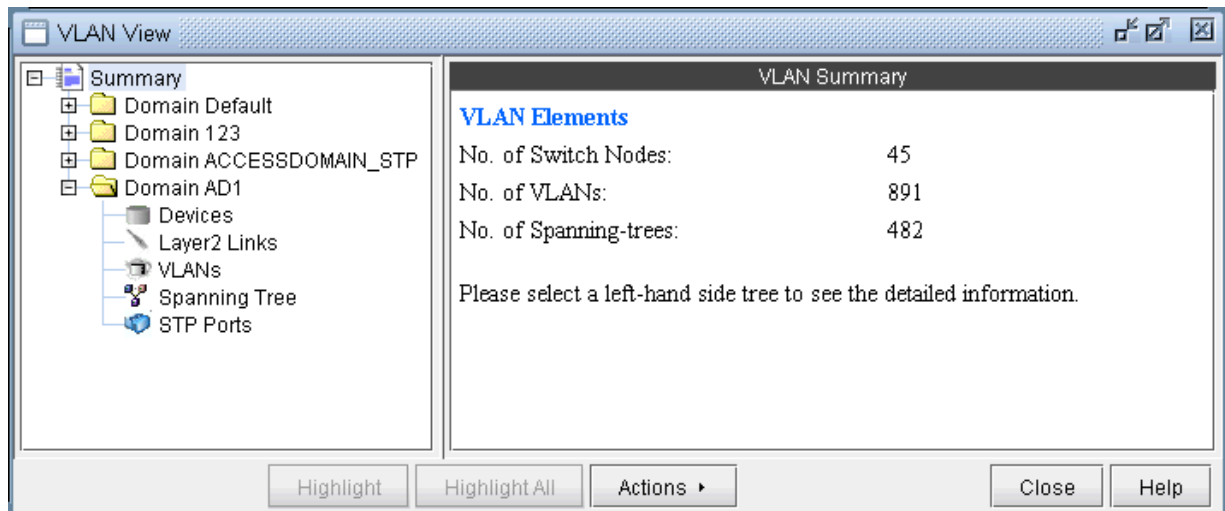 VLAN View
Summary
Domain Default
Domain 123
Domain ACCESSDOMAIN_STP
Domain AD1
Devices
Layer2 Links
VLANs
Spanning Tree
STP Ports
VLAN Summary
VLAN Elements
No. of Switch Nodes: 45
No. of VLANs: 891
No. of Spanning-trees: 482
Please select a left-hand side tree to see the detailed information.
Highlight Highlight All Actions Close Help